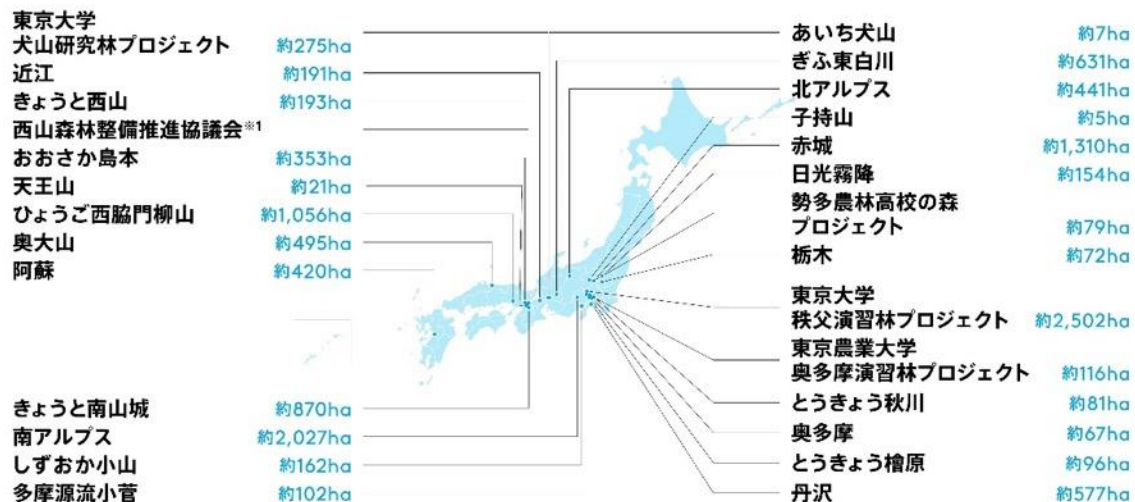 東京大学
犬山研究林プロジェクト 約275ha
近江 約191ha
きょうと西山 約193ha
西山森林整備推進協議会※1
おおさか島本 約353ha
天王山 約21ha
ひょうご西脇門柳山 約1,056ha
奥大山 約495ha
阿蘇 約420ha
きょうと南山城 約870ha
南アルプス 約2,027ha
しずおか小山 約162ha
多摩源流小菅 約102ha
あいち犬山 約7ha
ぎふ東白川 約631ha
北アルプス 約441ha
子持山 約5ha
赤城 約1,310ha
日光霧降 約154ha
勢多農林高校の森
プロジェクト 約79ha
栃木 約72ha
東京大学
秩父演習林プロジェクト 約2,502ha
東京農業大学
奥多摩演習林プロジェクト 約116ha
とうきょう秋川 約81ha
奥多摩 約67ha
とうきょう檜原 約96ha
丹沢 約577ha